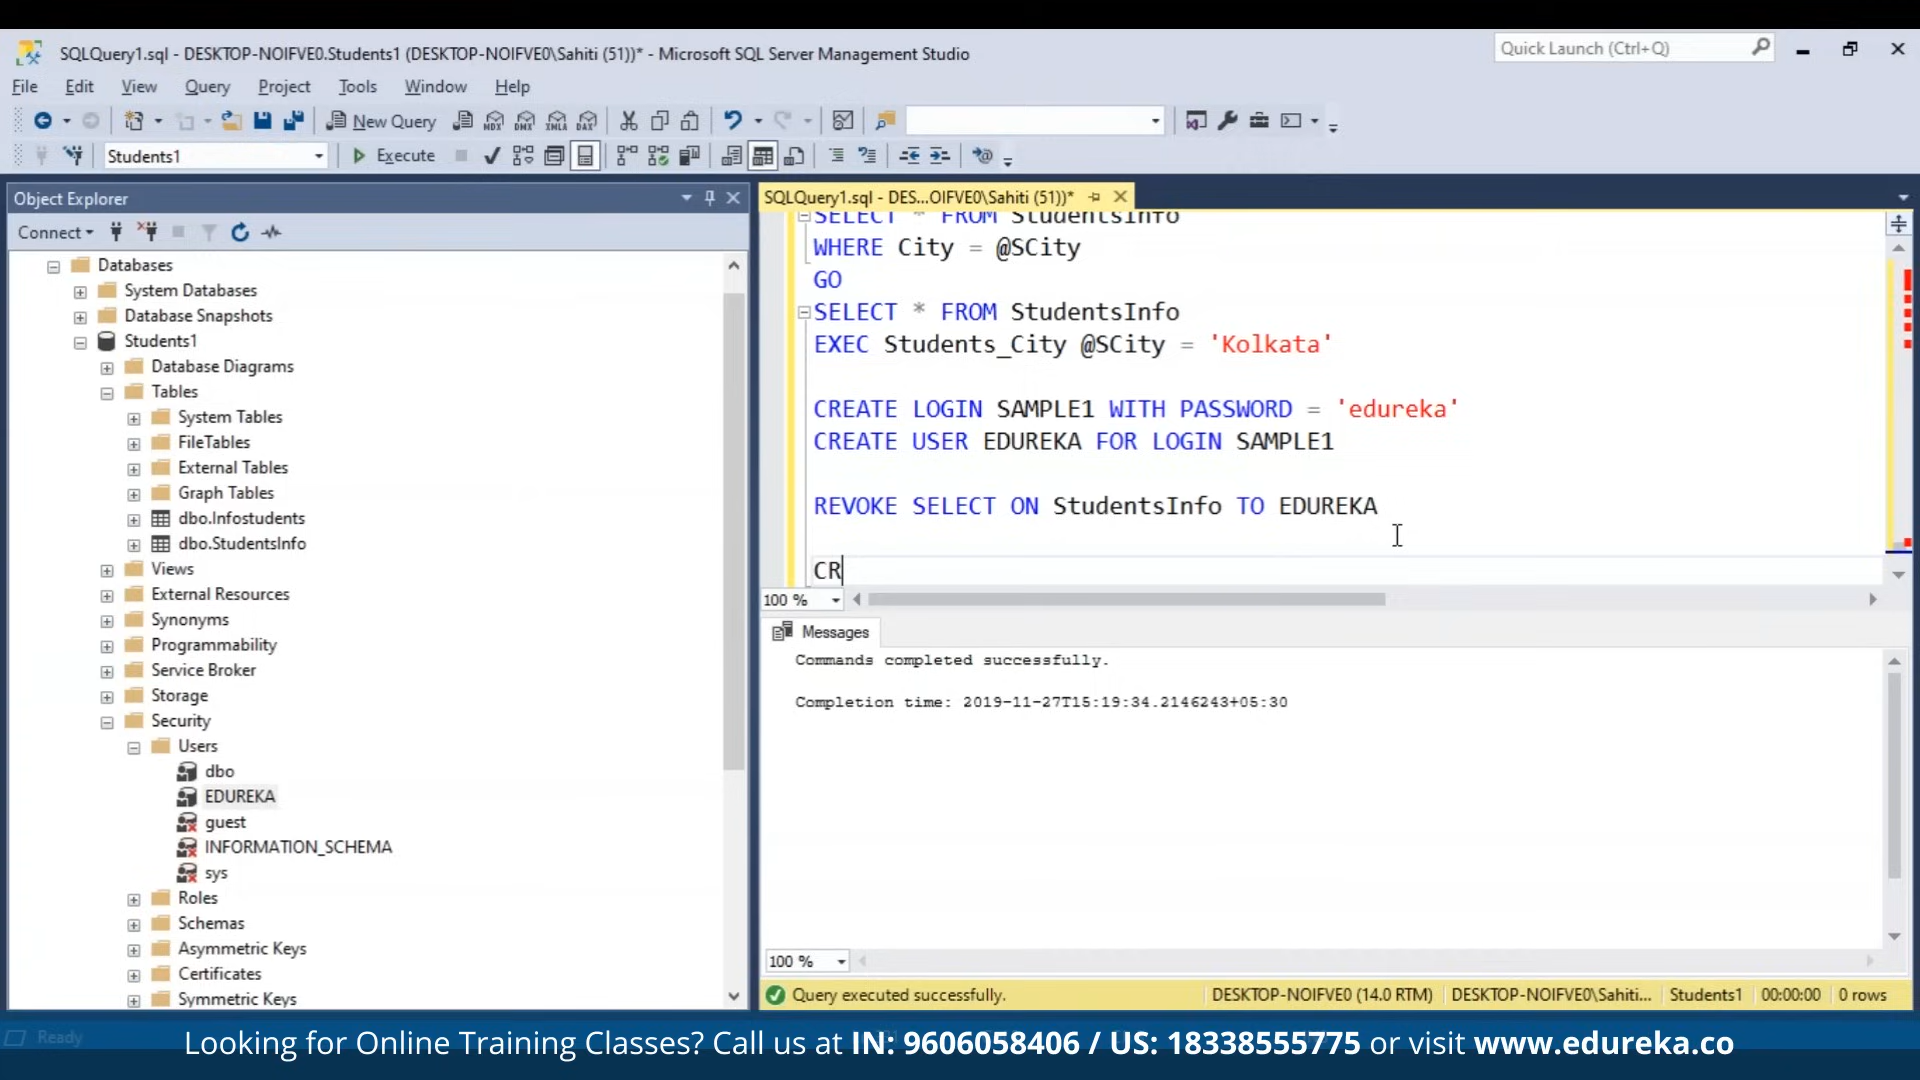 SQLQuery1.sql - DESKTOP-NOIFVE0.Students1 (DESKTOP-NOIFVE0\Sahiti (51))* - Microsoft SQL Server Management Studio
Quick Launch (Ctrl+Q)
File Edit View Query Project Tools Window Help
New Query MDX DMX XMLA DAX
Students1 Execute
Object Explorer
Connect
Databases
System Databases
Database Snapshots
Students1
Database Diagrams
Tables
System Tables
FileTables
External Tables
Graph Tables
dbo.Infostudents
dbo.StudentsInfo
Views
External Resources
Synonyms
Programmability
Service Broker
Storage
Security
Users
dbo
EDUREKA
guest
INFORMATION_SCHEMA
sys
Roles
Schemas
Asymmetric Keys
Certificates
Symmetric Keys
SQLQuery1.sql - DES...OIFVE0\Sahiti (51))*
SELECT * FROM StudentsInfo
WHERE City = @SCity
GO
SELECT * FROM StudentsInfo
EXEC Students_City @SCity = 'Kolkata'
CREATE LOGIN SAMPLE1 WITH PASSWORD = 'edureka'
CREATE USER EDUREKA FOR LOGIN SAMPLE1
REVOKE SELECT ON StudentsInfo TO EDUREKA
CR
100 %
Messages
Commands completed successfully.
Completion time: 2019-11-27T15:19:34.2146243+05:30
100 %
Query executed successfully. DESKTOP-NOIFVE0 (14.0 RTM) DESKTOP-NOIFVE0\Sahiti... Students1 00:00:00 0 rows
Ready
Looking for Online Training Classes? Call us at IN: 9606058406 / US: 18338555775 or visit www.edureka.co